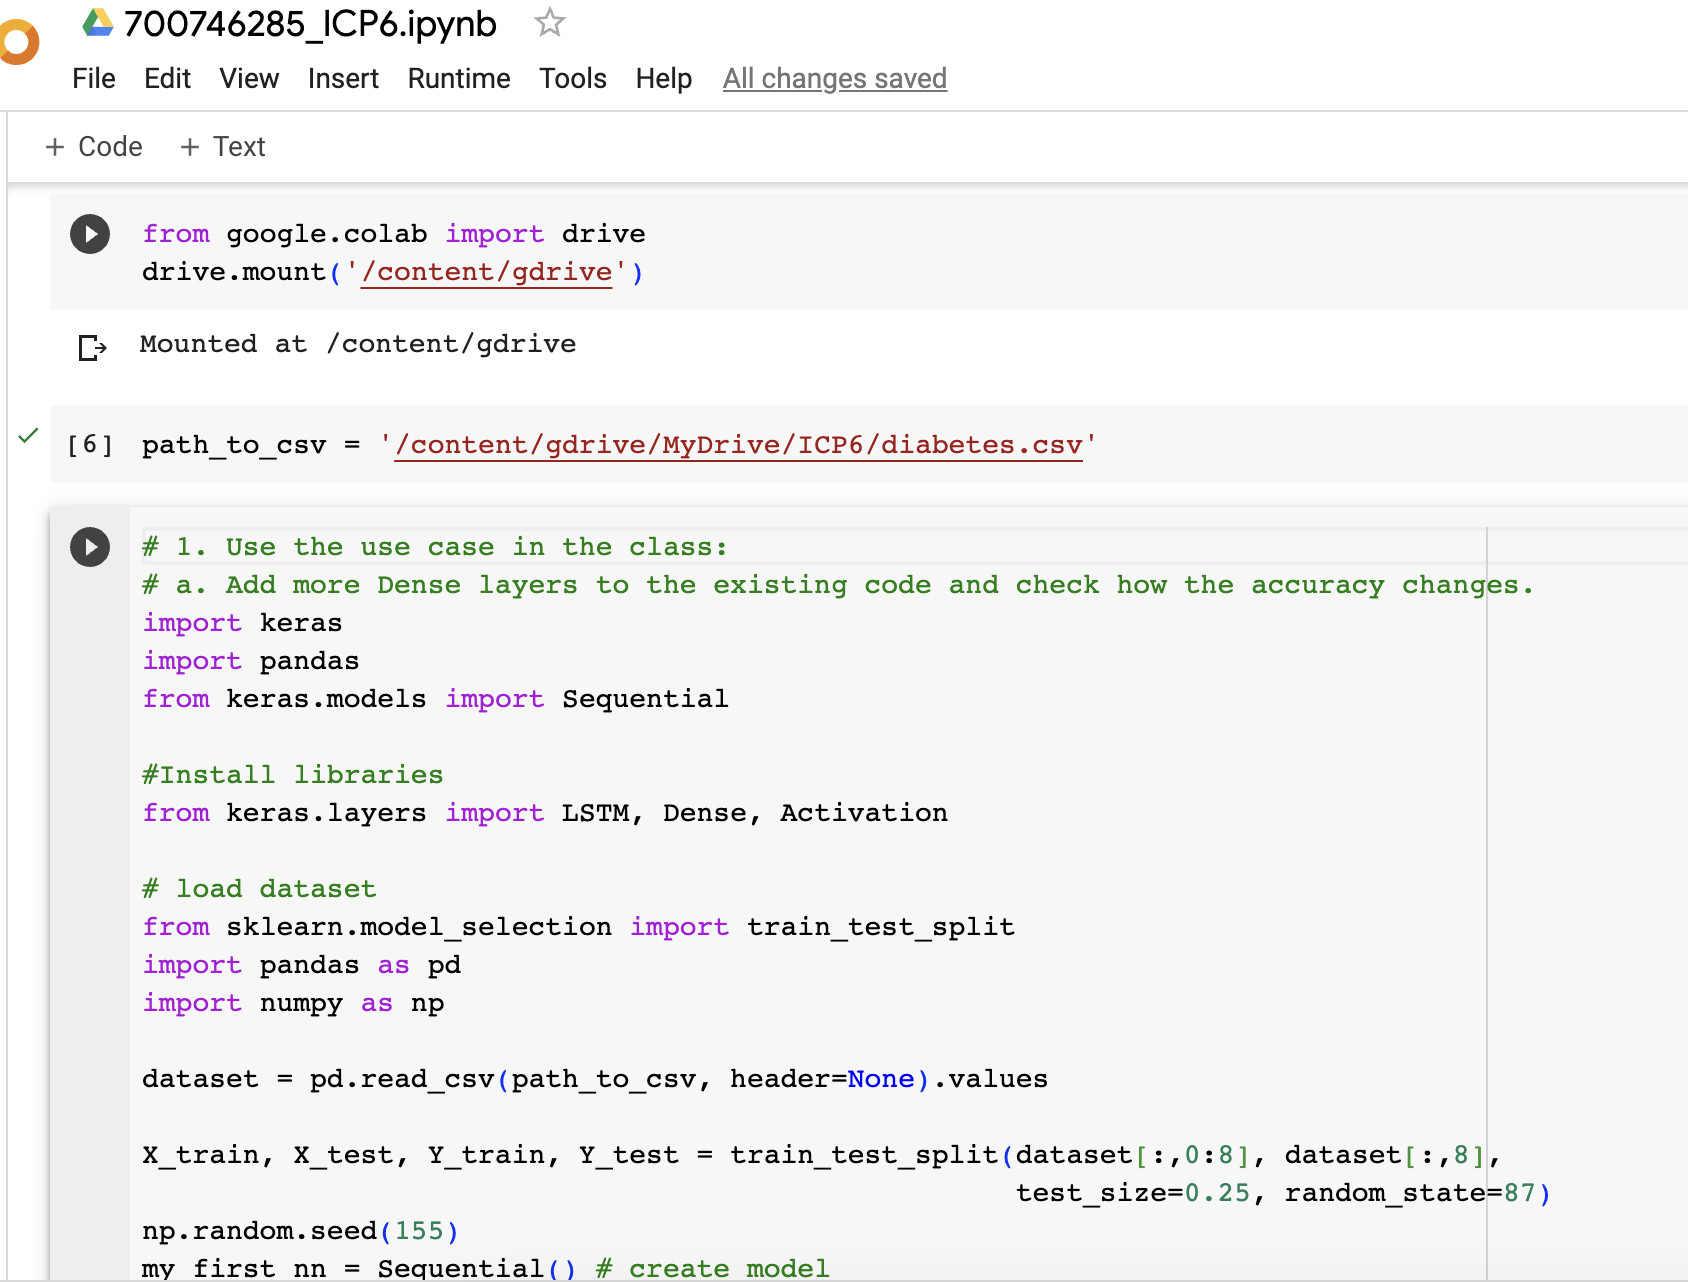 700746285_ICP6.ipynb
File Edit View Insert Runtime Tools Help All changes saved
+ Code + Text
from google.colab import drive
drive.mount('/content/gdrive')
Mounted at /content/gdrive
[6] path_to_csv = '/content/gdrive/MyDrive/ICP6/diabetes.csv'
# 1. Use the use case in the class:
# a. Add more Dense layers to the existing code and check how the accuracy changes.
import keras
import pandas
from keras.models import Sequential
#Install libraries
from keras.layers import LSTM, Dense, Activation
# load dataset
from sklearn.model_selection import train_test_split
import pandas as pd
import numpy as np
dataset = pd.read_csv(path_to_csv, header=None).values
X_train, X_test, Y_train, Y_test = train_test_split(dataset[:,0:8], dataset[:,8],
test_size=0.25, random_state=87)
np.random.seed(155)
my_first_nn = Sequential() # create model